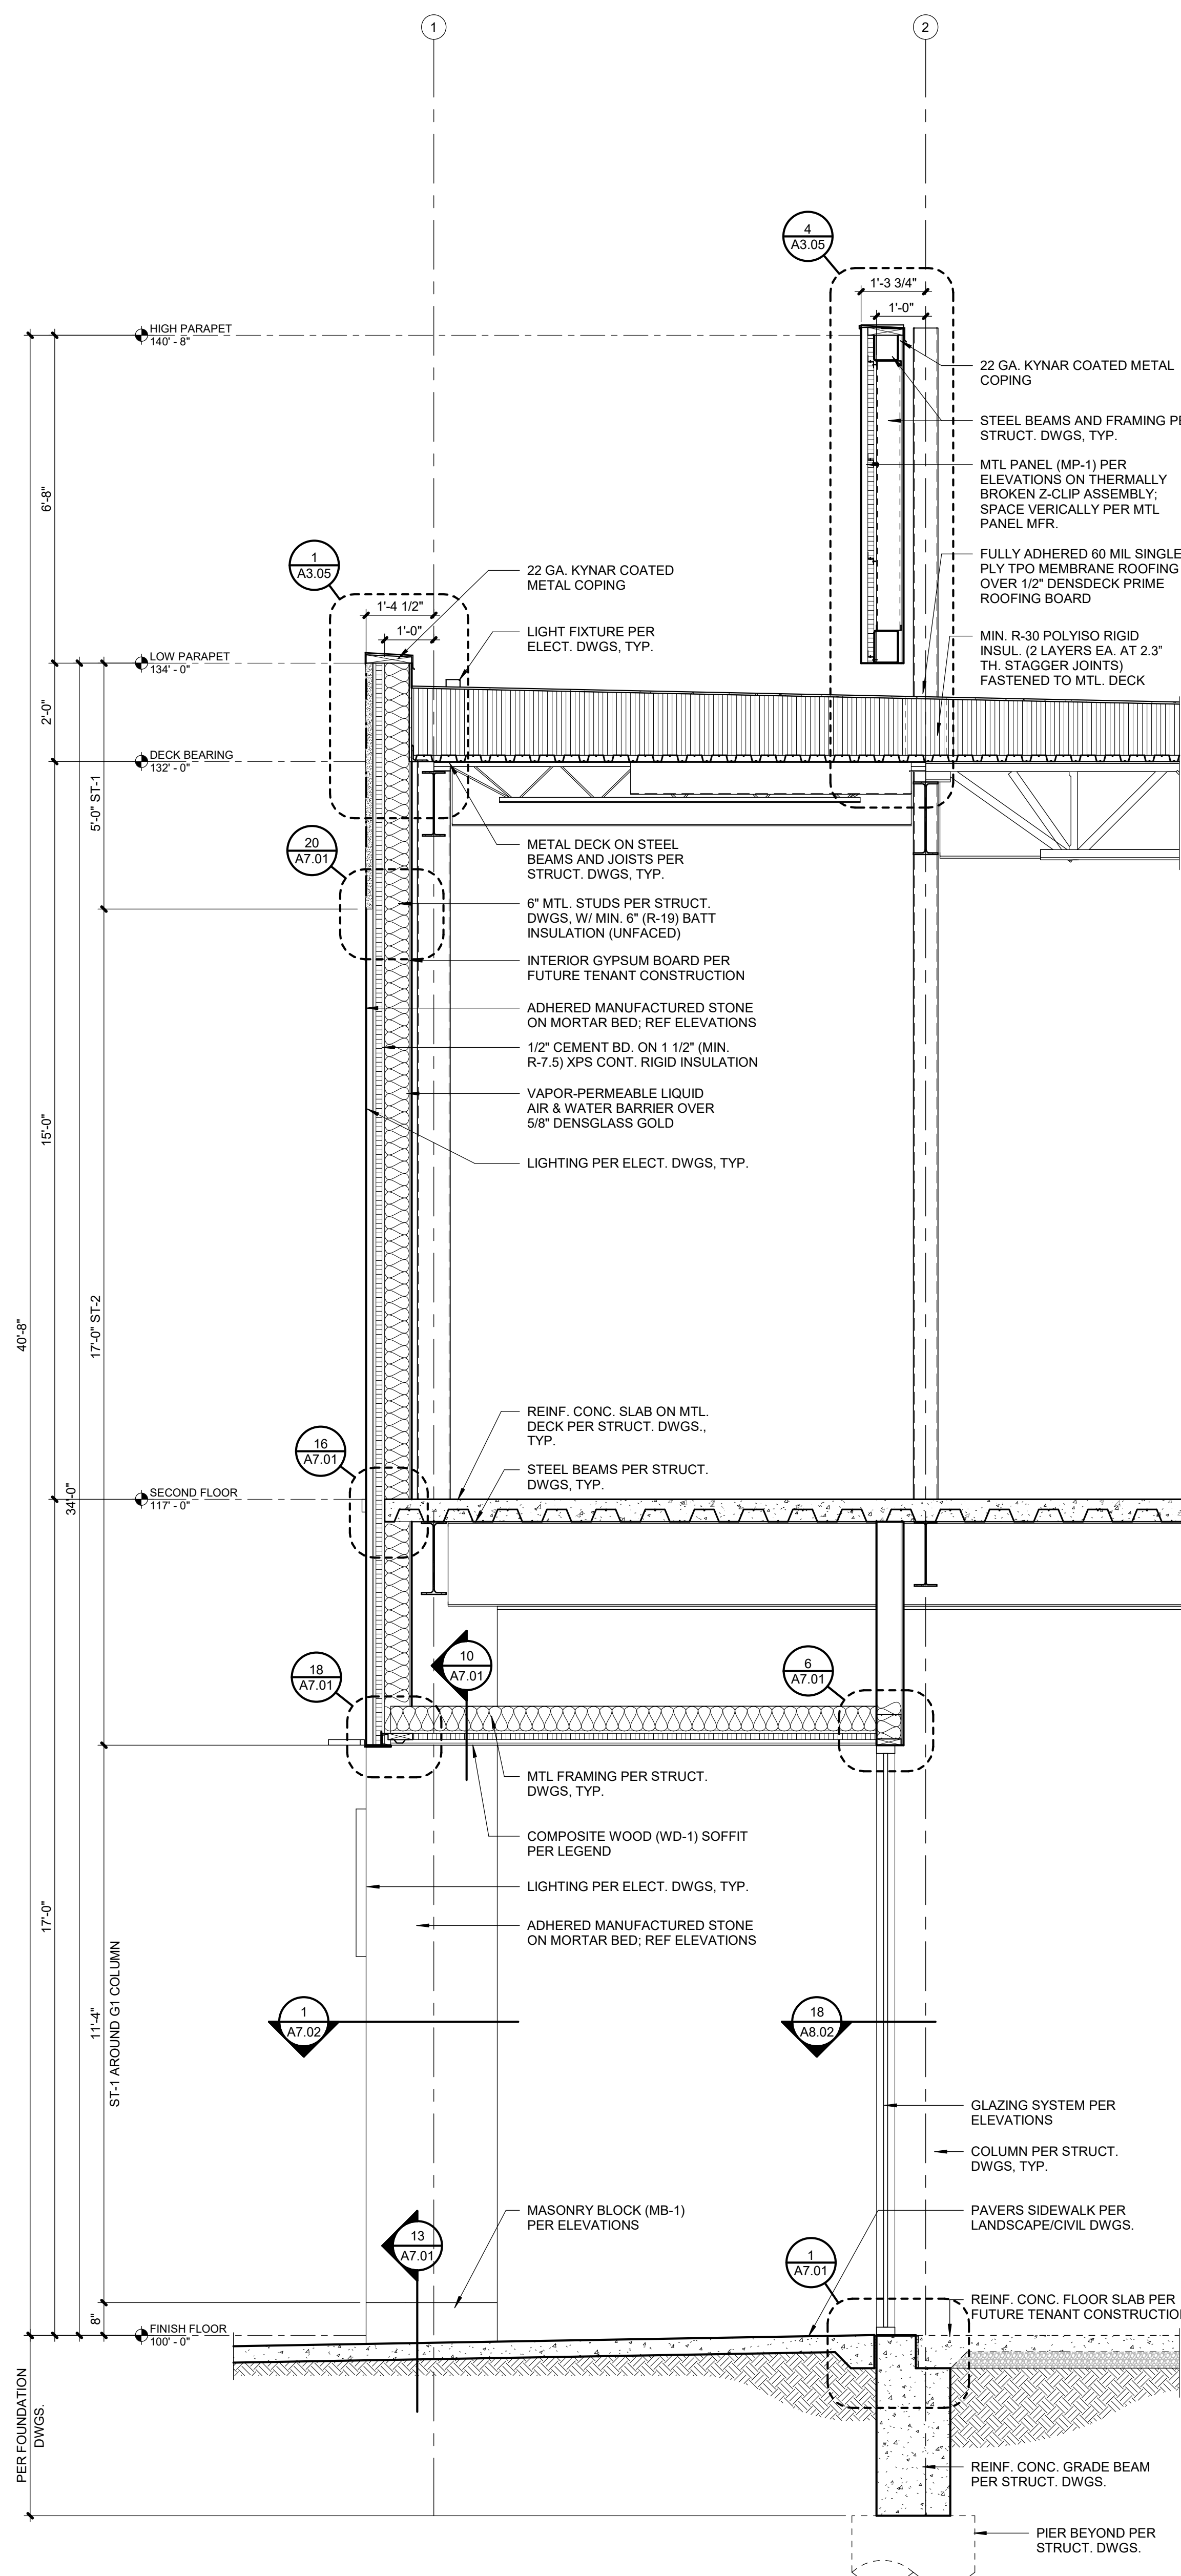 1
2
4
A3.05
1'-3 3/4"
1'-0"
HIGH PARAPET
140' - 8"
22 GA. KYNAR COATED METAL
COPING
STEEL BEAMS AND FRAMING
STRUCT. DWGS, TYP.
MTL PANEL (MP-1) PER
ELEVATIONS ON THERMALLY
BROKEN Z-CLIP ASSEMBLY;
SPACE VERICALLY PER MTL
PANEL MFR.
6'-8"
1
A3.05
FULLY ADHERED 60 MIL SINGLE
PLY TPO MEMBRANE ROOFING
OVER 1/2" DENSDECK PRIME
ROOFING BOARD
22 GA. KYNAR COATED
METAL COPING
1'-4 1/2"
1'-0"
LIGHT FIXTURE PER
ELECT. DWGS, TYP.
MIN. R-30 POLYISO RIGID
INSUL. (2 LAYERS EA. AT 2.3"
TH. STAGGER JOINTS)
FASTENED TO MTL. DECK
LOW PARAPET
134' - 0"
2'-0"
DECK BEARING
132' - 0"
5'-0" ST-1
20
A7.01
METAL DECK ON STEEL
BEAMS AND JOISTS PER
STRUCT. DWGS, TYP.
6" MTL. STUDS PER STRUCT.
DWGS, W/ MIN. 6" (R-19) BATT
INSULATION (UNFACED)
INTERIOR GYPSUM BOARD PER
FUTURE TENANT CONSTRUCTION
ADHERED MANUFACTURED STONE
ON MORTAR BED; REF ELEVATIONS
1/2" CEMENT BD. ON 1 1/2" (MIN.
R-7.5) XPS CONT. RIGID INSULATION
VAPOR-PERMEABLE LIQUID
AIR & WATER BARRIER OVER
5/8" DENSGLASS GOLD
LIGHTING PER ELECT. DWGS, TYP.
15'-0"
40'-8"
17'-0" ST-2
34'-0"
REINF. CONC. SLAB ON MTL.
DECK PER STRUCT. DWGS.,
TYP.
16
A7.01
STEEL BEAMS PER STRUCT.
DWGS, TYP.
SECOND FLOOR
117' - 0"
18
A7.01
10
A7.01
6
A7.01
MTL FRAMING PER STRUCT.
DWGS, TYP.
COMPOSITE WOOD (WD-1) SOFFIT
PER LEGEND
LIGHTING PER ELECT. DWGS, TYP.
ADHERED MANUFACTURED STONE
ON MORTAR BED; REF ELEVATIONS
17'-0"
11'-4"
ST-1 AROUND G1 COLUMN
1
A7.02
18
A8.02
GLAZING SYSTEM PER
ELEVATIONS
COLUMN PER STRUCT.
DWGS, TYP.
MASONRY BLOCK (MB-1)
PER ELEVATIONS
PAVERS SIDEWALK PER
LANDSCAPE/CIVIL DWGS.
13
A7.01
1
A7.01
REINF. CONC. FLOOR SLAB PER
FUTURE TENANT
8"
FINISH FLOOR
100' - 0"
PER FOUNDATION
DWGS.
REINF. CONC. GRADE BEAM
PER STRUCT. DWGS.
PIER BEYOND PER
STRUCT. DWGS.